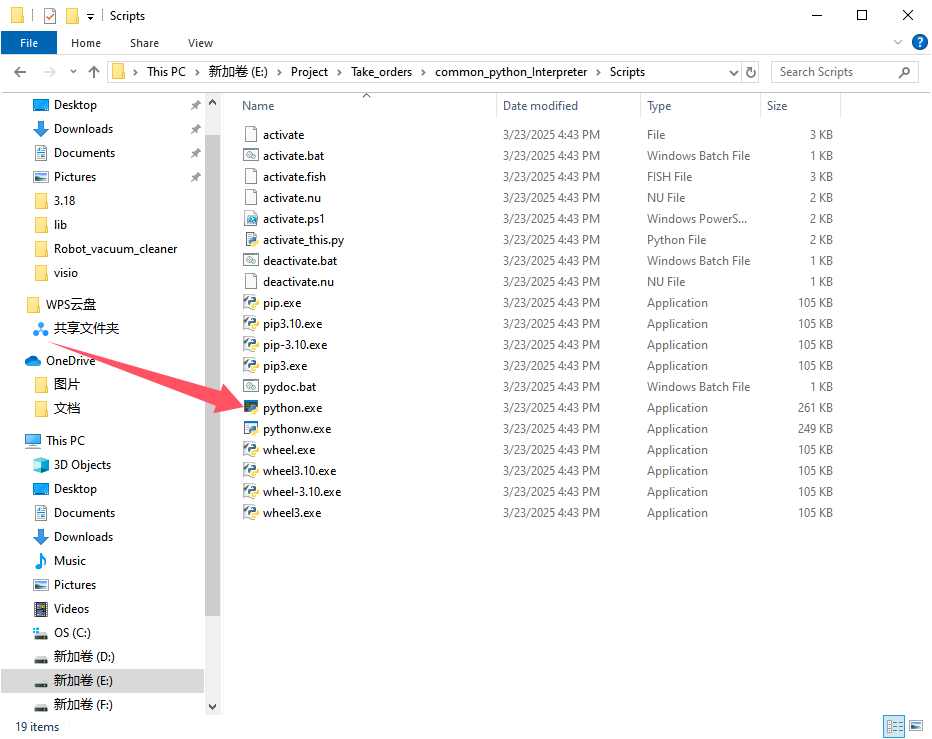 Scripts
File Home Share View
This PC 新加卷 (E:) Project Take_orders common_python_Interpreter Scripts Search Scripts
Desktop
Downloads
Documents
Pictures
3.18
lib
Robot_vacuum_cleaner
visio
WPS云盘
共享文件夹
OneDrive
图片
文档
This PC
3D Objects
Desktop
Documents
Downloads
Music
Pictures
Videos
OS (C:)
新加卷 (D:)
新加卷 (E:)
新加卷 (F:)
Name Date modified Type Size
activate 3/23/2025 4:43 PM File 3 KB
activate.bat 3/23/2025 4:43 PM Windows Batch File 1 KB
activate.fish 3/23/2025 4:43 PM FISH File 3 KB
activate.nu 3/23/2025 4:43 PM NU File 2 KB
activate.ps1 3/23/2025 4:43 PM Windows PowerS... 2 KB
activate_this.py 3/23/2025 4:43 PM Python File 2 KB
deactivate.bat 3/23/2025 4:43 PM Windows Batch File 1 KB
deactivate.nu 3/23/2025 4:43 PM NU File 1 KB
pip.exe 3/23/2025 4:43 PM Application 105 KB
pip3.10.exe 3/23/2025 4:43 PM Application 105 KB
pip-3.10.exe 3/23/2025 4:43 PM Application 105 KB
pip3.exe 3/23/2025 4:43 PM Application 105 KB
pydoc.bat 3/23/2025 4:43 PM Windows Batch File 1 KB
python.exe 3/23/2025 4:43 PM Application 261 KB
pythonw.exe 3/23/2025 4:43 PM Application 249 KB
wheel.exe 3/23/2025 4:43 PM Application 105 KB
wheel3.10.exe 3/23/2025 4:43 PM Application 105 KB
wheel-3.10.exe 3/23/2025 4:43 PM Application 105 KB
wheel3.exe 3/23/2025 4:43 PM Application 105 KB
19 items